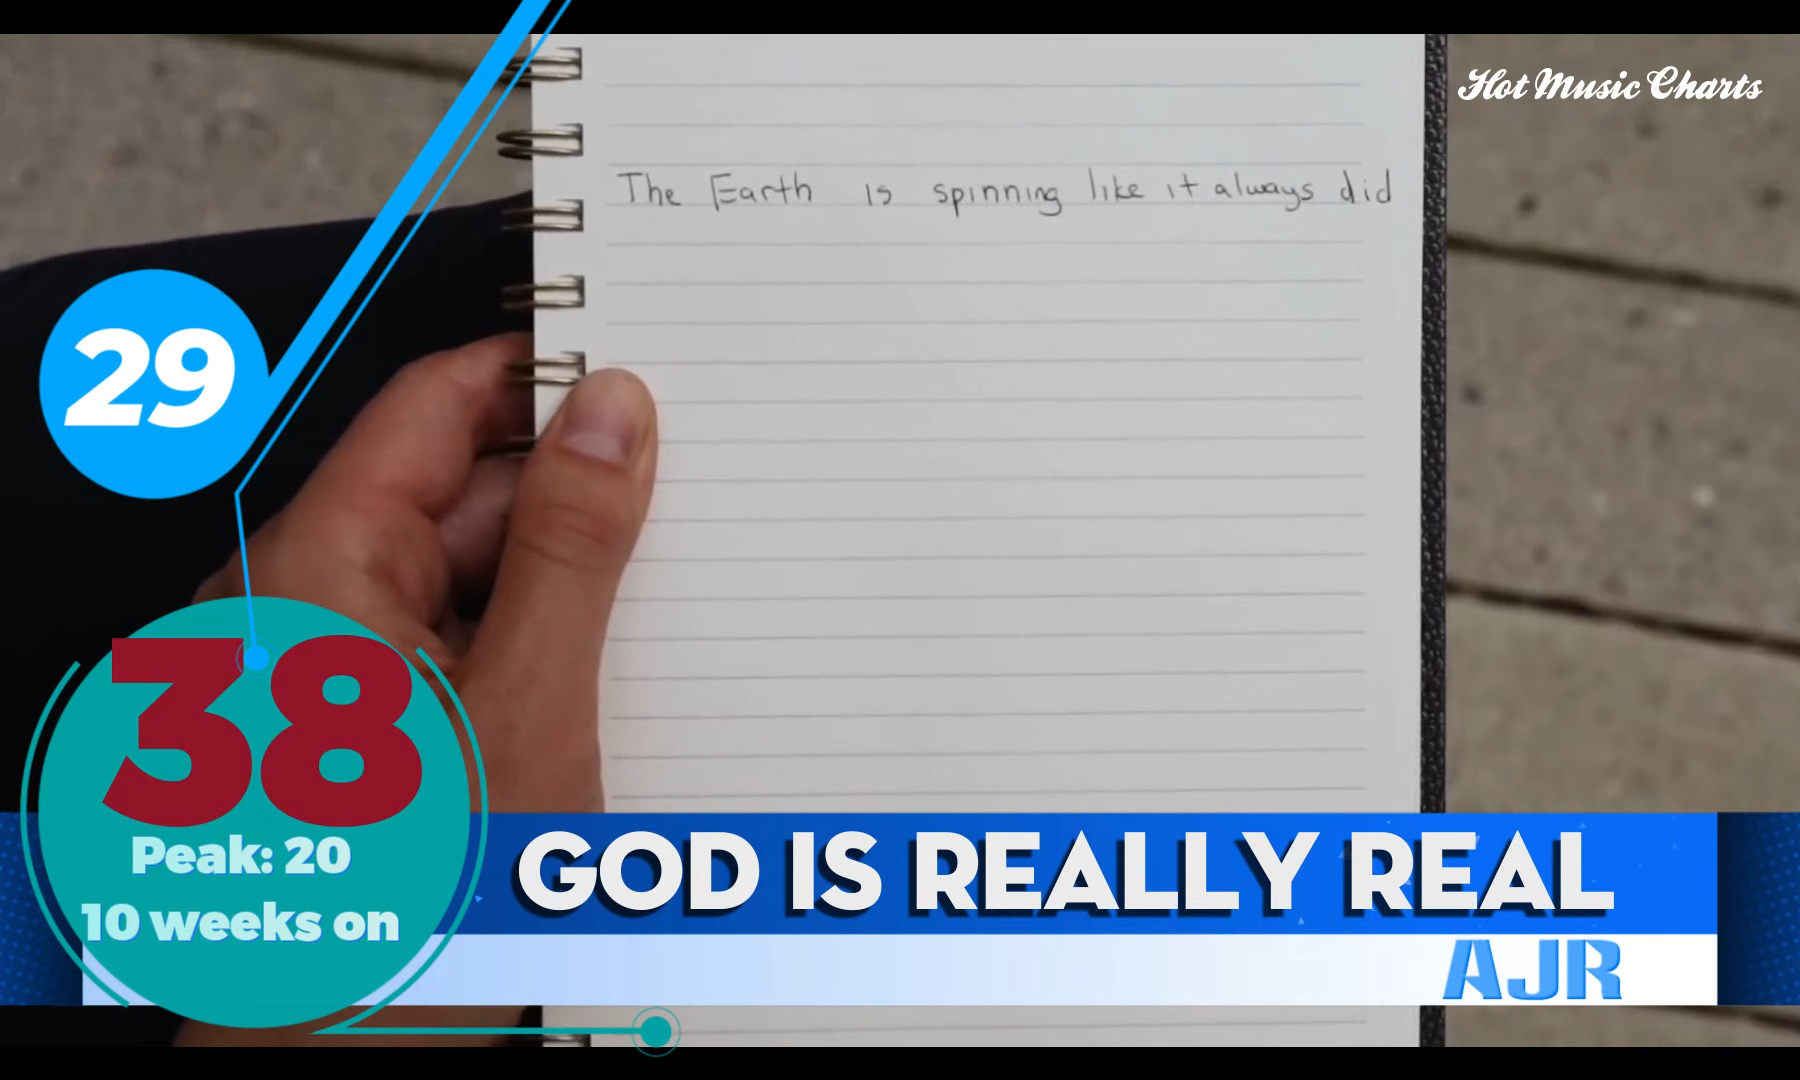 Hot Music Charts
The Earth is spinning like it always did
29
38
Peak: 20
10 weeks on
GOD IS REALLY REAL
AJR